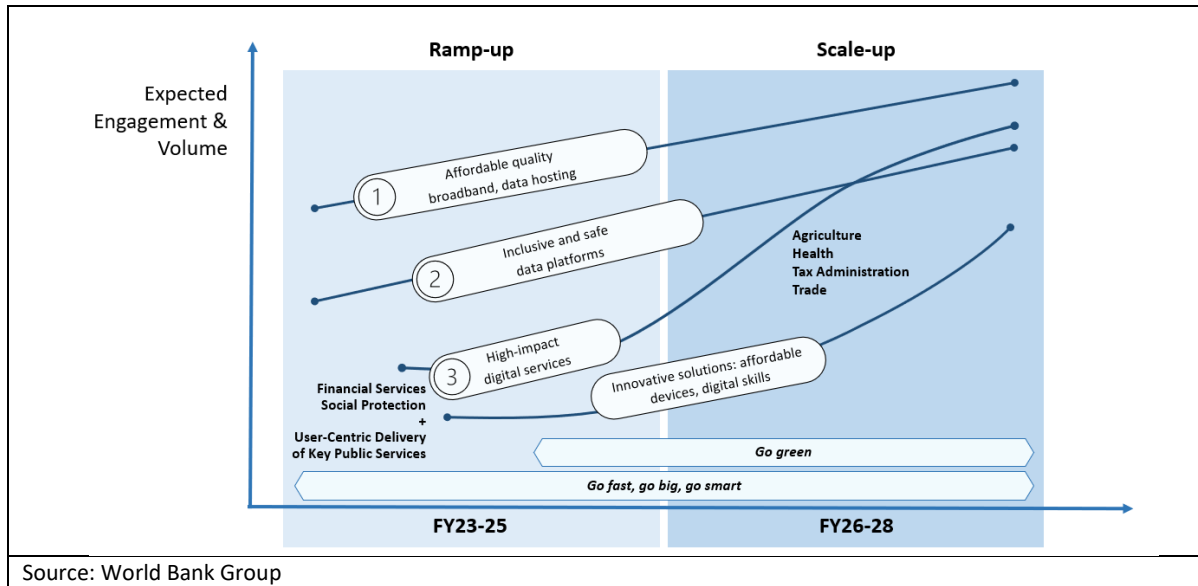 Ramp-up
Scale-up
Expected
Engagement &
Volume
1
Affordable quality
broadband, data hosting
2
Inclusive and safe
data platforms
Agriculture
Health
Tax Administration
Trade
3
High-impact
digital services
Innovative solutions: affordable
devices, digital skills
Financial Services
Social Protection
+
User-Centric Delivery
of Key Public Services
Go green
Go fast, go big, go smart
FY23-25
FY26-28
Source: World Bank Group